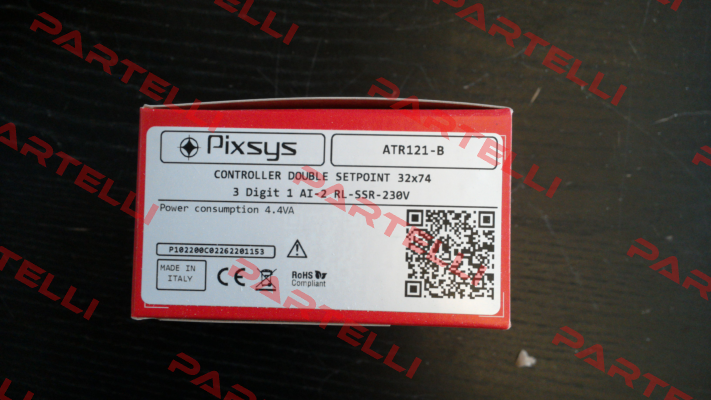 Pixsys
ATR121-B
CONTROLLER DOUBLE SETPOINT 32x74
3 Digit 1 AI-2 RL-SSR-230V
Power consumption 4.4VA
P102200C02262201153
MADE IN
ITALY
CE
RoHS
Compliant
PARTELLI
PARTELLI
PARTELLI
PARTELLI
PARTELLI
PARTELLI
PARTELLI
PARTELLI